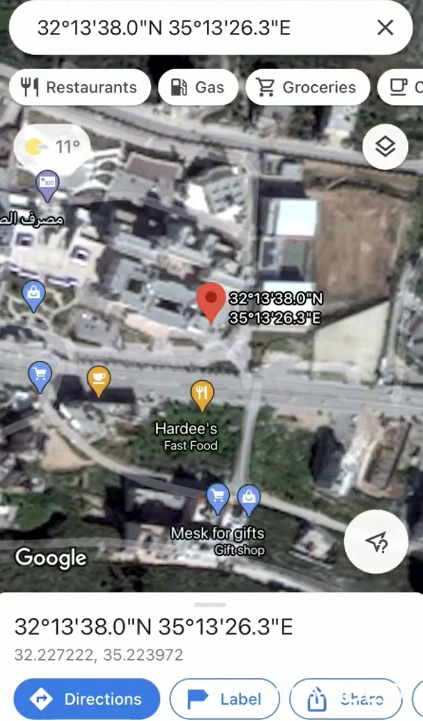 32°13'38.0"N 35°13'26.3"E
Restaurants
Gas
Groceries
11°
مصرف الص
32°13'38.0"N
35°13'26.3"E
Hardee's
Fast Food
Mesk for gifts
Gift shop
Google
32°13'38.0"N 35°13'26.3"E
32.227222, 35.223972
Directions
Label
Share